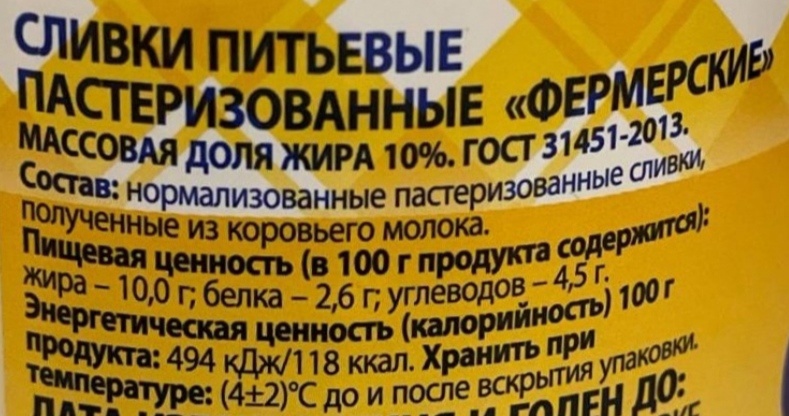 СЛИВКИ ПИТЬЕВЫЕ
ПАСТЕРИЗОВАННЫЕ «ФЕРМЕРСКИЕ»
МАССОВАЯ ДОЛЯ ЖИРА 10%. ГОСТ 31451-2013.
Состав: нормализованные пастеризованные сливки,
полученные из коровьего молока.
Пищевая ценность (в 100 г продукта содержится):
жира – 10,0 г; белка – 2,6 г; углеводов – 4,5 г.
Энергетическая ценность (калорийность) 100 г
продукта: 494 кДж/118 ккал. Хранить при
температуре: (4±2)°С до и после вскрытия упаковки.
ДАТА И ГОДЕН ДО: